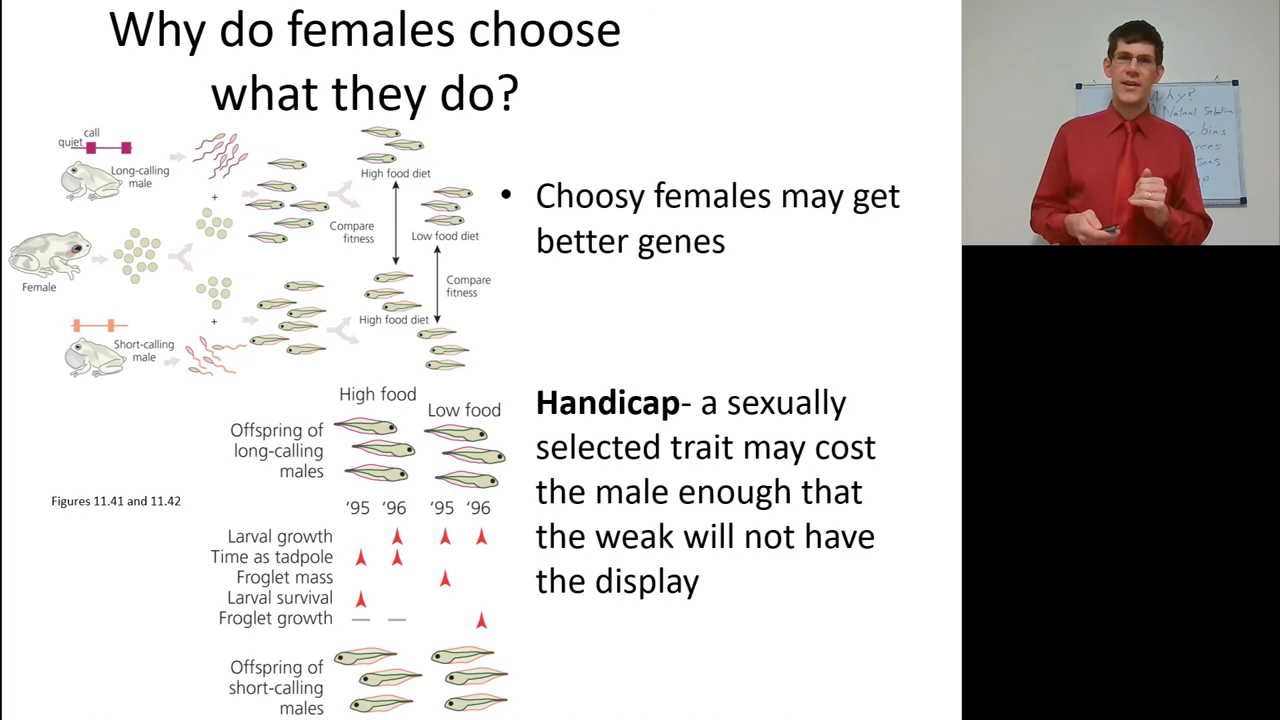 Why do females choose
what they do?
call
quiet
Long-calling
male
+
Female
+
Short-calling
male
High food diet
Compare
fitness
Low food diet
Compare
fitness
High food diet
• Choosy females may get
better genes
Handicap- a sexually
selected trait may cost
the male enough that
the weak will not have
the display
High food
Low food
Offspring of
long-calling
males
Figures 11.41 and 11.42
'95 '96 '95 '96
Larval growth
Time as tadpole
Froglet mass
Larval survival
Froglet growth
Offspring of
short-calling
males
Why?
Natural
bias